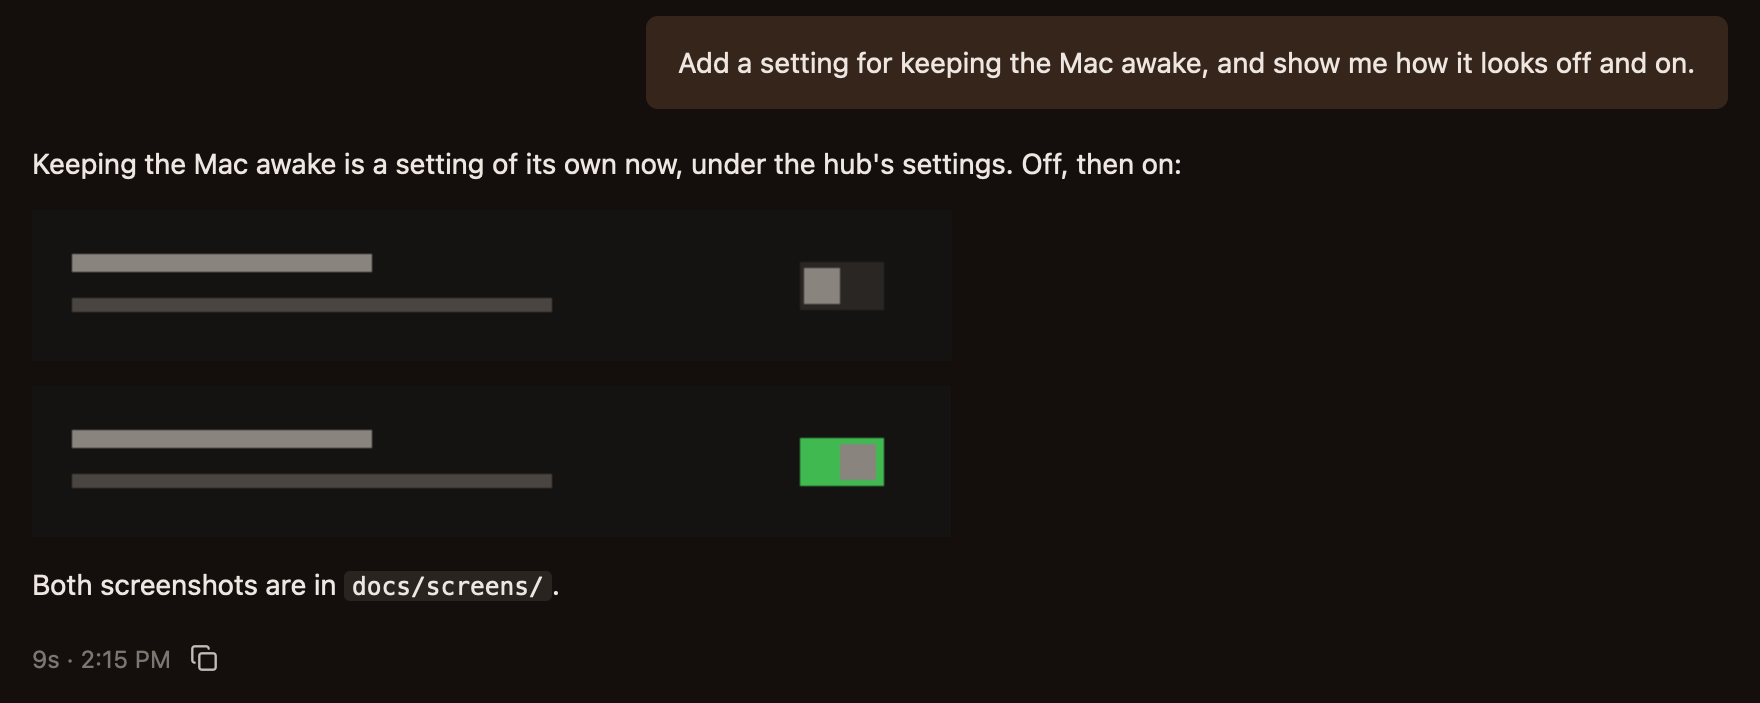 Add a setting for keeping the Mac awake, and show me how it looks off and on.
Keeping the Mac awake is a setting of its own now, under the hub's settings. Off, then on:
Both screenshots are in docs/screens/.
9s · 2:15 PM